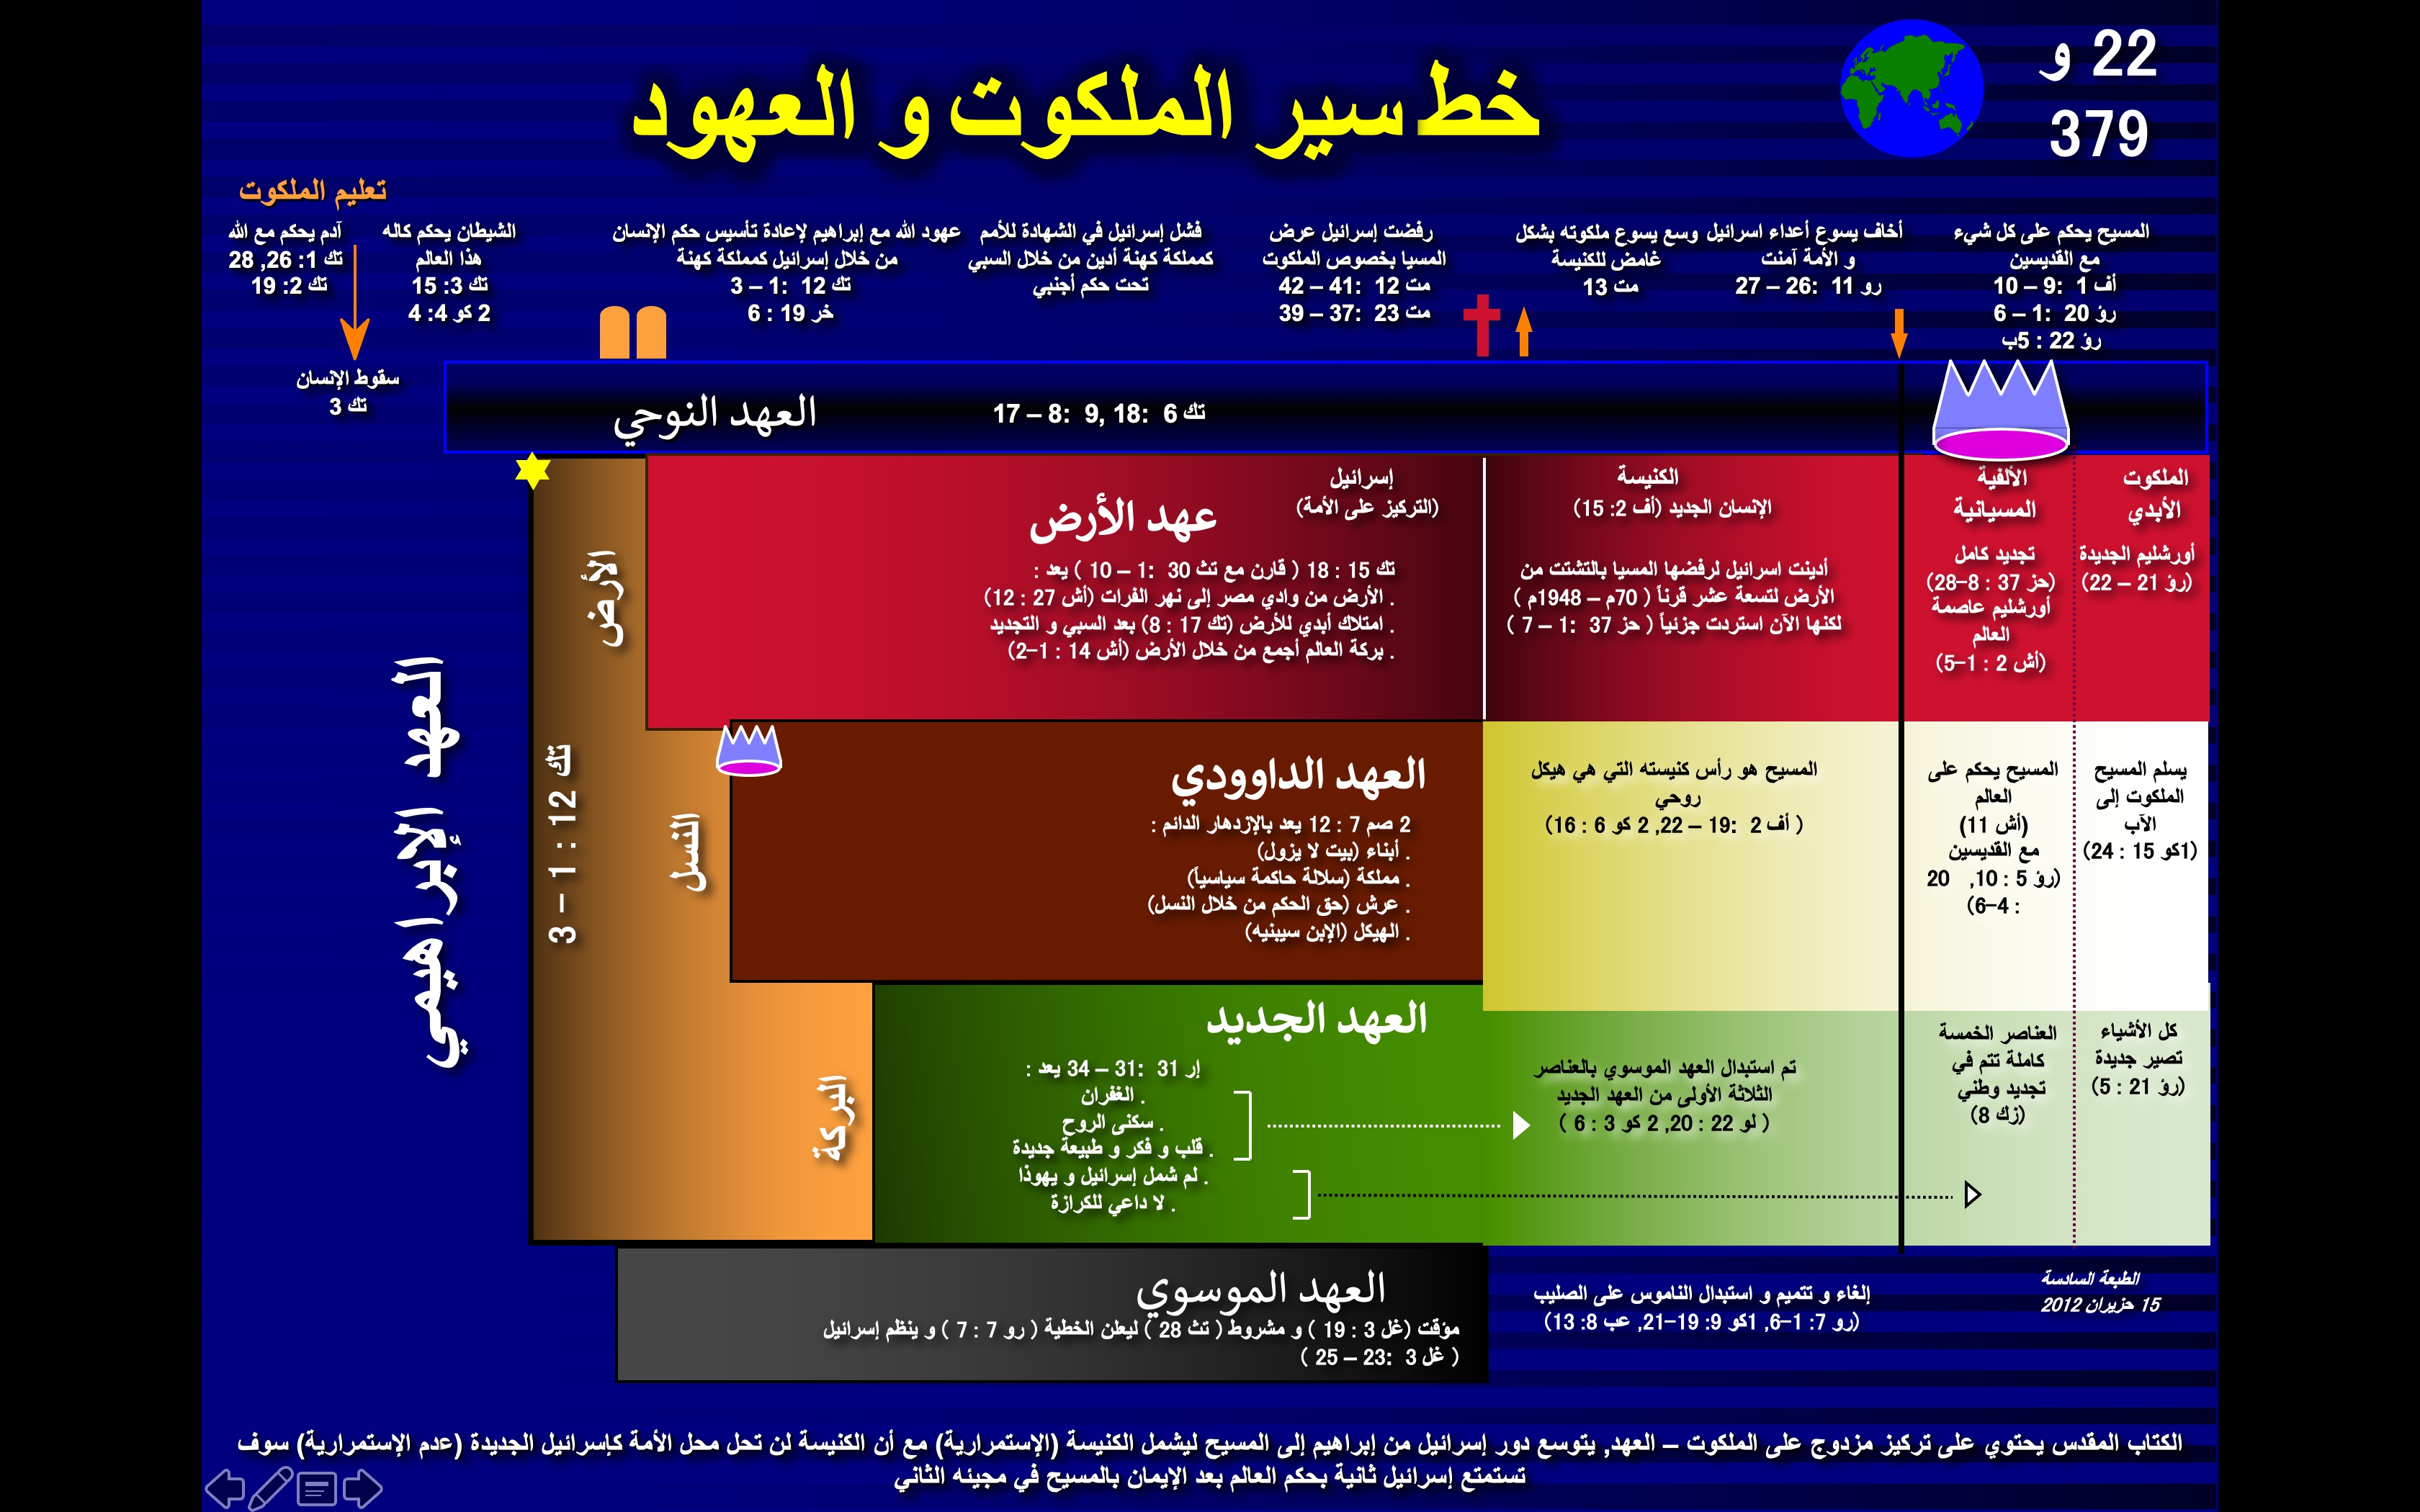 22 و
379
خط سير الملكوت و العهود
تعليم الملكوت
آدم يحكم مع الله
تك 1: 26, 28
تك 2: 19
سقوط الإنسان
تك 3
الشيطان يحكم كاله
هذا العالم
تك 3: 15
2 كو 4: 4
عهود الله مع إبراهيم لإعادة تأسيس حكم الإنسان
من خلال إسرائيل كمملكة كهنة
تك 12 :1 – 3
خر 19 : 6
فشل إسرائيل في الشهادة للأمم
كمملكة كهنة أدين من خلال السبي
تحت حكم أجنبي
رفضت إسرائيل عرض
المسيا بخصوص الملكوت
مت 12 :41 – 42
مت 23 :37 – 39
وسع يسوع ملكوته بشكل
غامض للكنيسة
مت 13
أخاف يسوع أعداء اسرائيل
و الأمة آمنت
رو 11 :26 – 27
المسيح يحكم على كل شيء
مع القديسين
أف 1 :9 – 10
رؤ 20 :1 – 6
رؤ 22 : 5ب
العهد النوحي
تك 6 :18, 9 :8 – 17
العهد الإبراهيمي
تك 12 : 1 – 3
الأرض
النسل
البركة
إسرائيل
(التركيز على الأمة)
عهد الأرض
تك 15 : 18 ( قارن مع تث 30 :1 – 10 ) يعد :
. الأرض من وادي مصر إلى نهر الفرات (أش 27 : 12)
. امتلاك أبدي للأرض (تك 17 : 8) بعد السبي و التجديد
. بركة العالم أجمع من خلال الأرض (أش 14 : 1–2)
الكنيسة
الإنسان الجديد (أف 2: 15)
أدينت اسرائيل لرفضها المسيا بالتشتت من
الأرض لتسعة عشر قرناً ( 70م – 1948م )
لكنها الآن استردت جزئياً ( حز 37 :1 – 7 )
الألفية
المسيانية
تجديد كامل
(حز 37 : 8–28)
أورشليم عاصمة
العالم
(أش 2 : 1–5)
الملكوت
الأبدي
أورشليم الجديدة
(رؤ 21 – 22)
العهد الداوودي
2 صم 7 : 12 يعد بالإزدهار الدائم :
. أبناء (بيت لا يزول)
. مملكة (سلالة حاكمة سياسياً)
. عرش (حق الحكم من خلال النسل)
. الهيكل (الإبن سيبنيه)
المسيح هو رأس كنيسته التي هي هيكل
روحي
( أف 2 :19 – 22, 2 كو 6 : 16)
المسيح يحكم على
العالم
(أش 11)
مع القديسين
(رؤ 5 : 10, 20
: 4–6)
يسلم المسيح
الملكوت إلى
الآب
(1كو 15 : 24)
العهد الجديد
إر 31 :31 – 34 يعد :
. الغفران
. سكنى الروح
. قلب و فكر و طبيعة جديدة
. لم شمل إسرائيل و يهوذا
. لا داعي للكرازة
تم استبدال العهد الموسوي بالعناصر
الثلاثة الأولى من العهد الجديد
( لو 22 : 20, 2 كو 3 : 6 )
العناصر الخمسة
كاملة تتم في
تجديد وطني
(زك 8)
كل الأشياء
تصير جديدة
(رؤ 21 : 5)
العهد الموسوي
مؤقت (غل 3 : 19 ) و مشروط ( تث 28 ) ليعلن الخطية ( رو 7 : 7 ) و ينظم إسرائيل
( غل 3 :23 – 25 )
إلغاء و تتميم و استبدال الناموس على الصليب
(رو 7: 1–6, 1كو 9: 19–21, عب 8: 13)
الطبعة السادسة
15 حزيران 2012
الكتاب المقدس يحتوي على تركيز مزدوج على الملكوت – العهد, يتوسع دور إسرائيل من إبراهيم إلى المسيح ليشمل الكنيسة (الإستمرارية) مع أن الكنيسة لن تحل محل الأمة كإسرائيل الجديدة (عدم الإستمرارية) سوف
تستمتع إسرائيل ثانية بحكم العالم بعد الإيمان بالمسيح في مجيئه الثاني